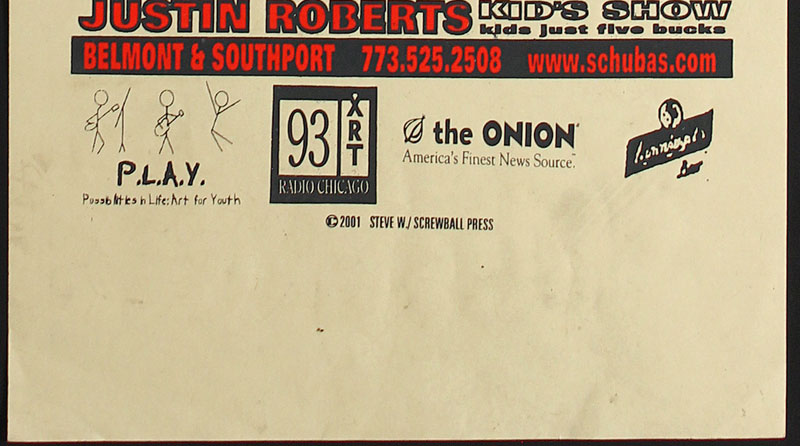 JUSTIN ROBERTS KID'S SHOW
kids just five bucks
BELMONT & SOUTHPORT 773.525.2508 www.schubas.com
93 XRT
RADIO CHICAGO
the ONION
America's Finest News Source.
P.L.A.Y.
Possibilities in Life: Art for Youth
©2001 STEVE W./ SCREWBALL PRESS